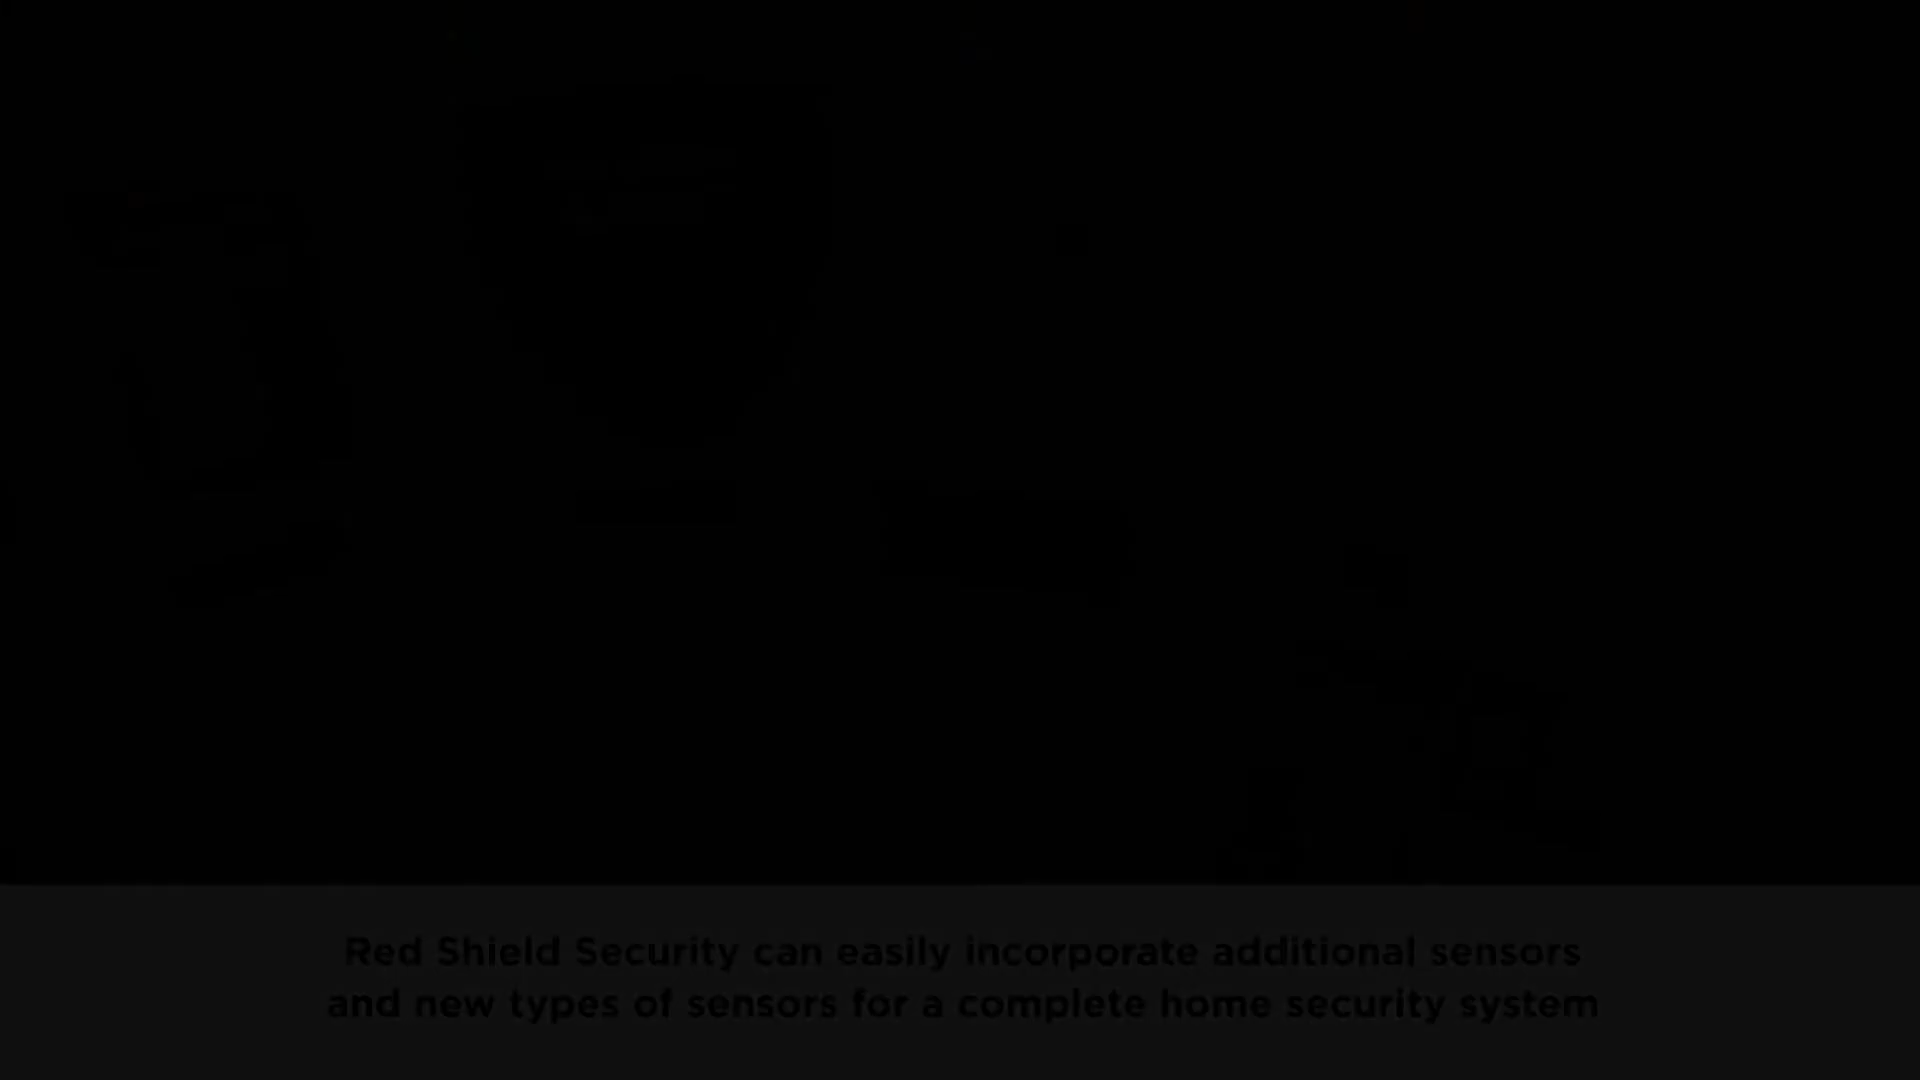 Red Shield Security can easily incorporate additional sensors
and new types of sensors for a complete home security system